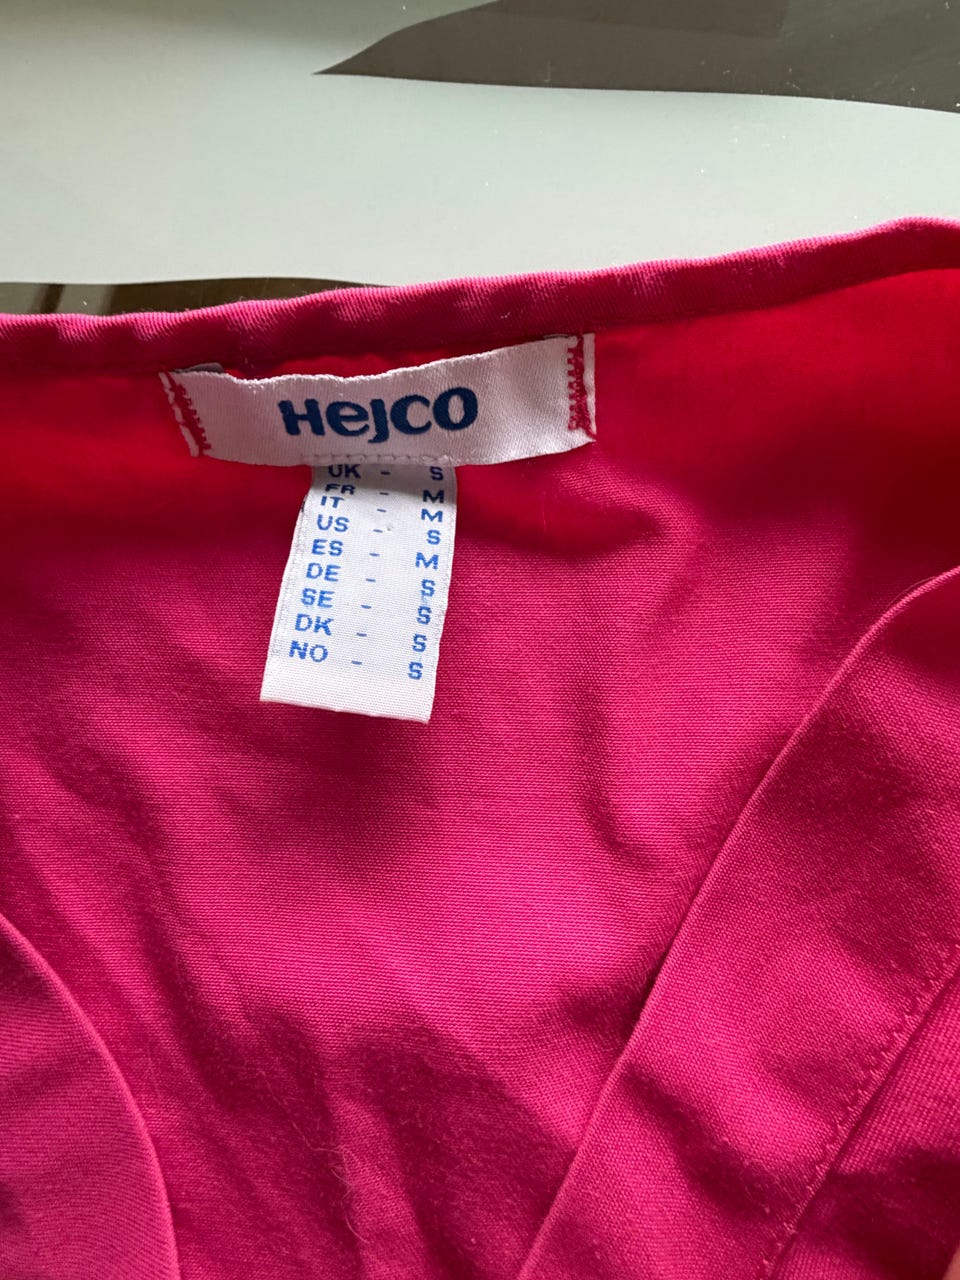 HejCO
UK - S
FR - M
IT - M
US - S
ES - M
DE - S
SE - S
DK - S
NO - S